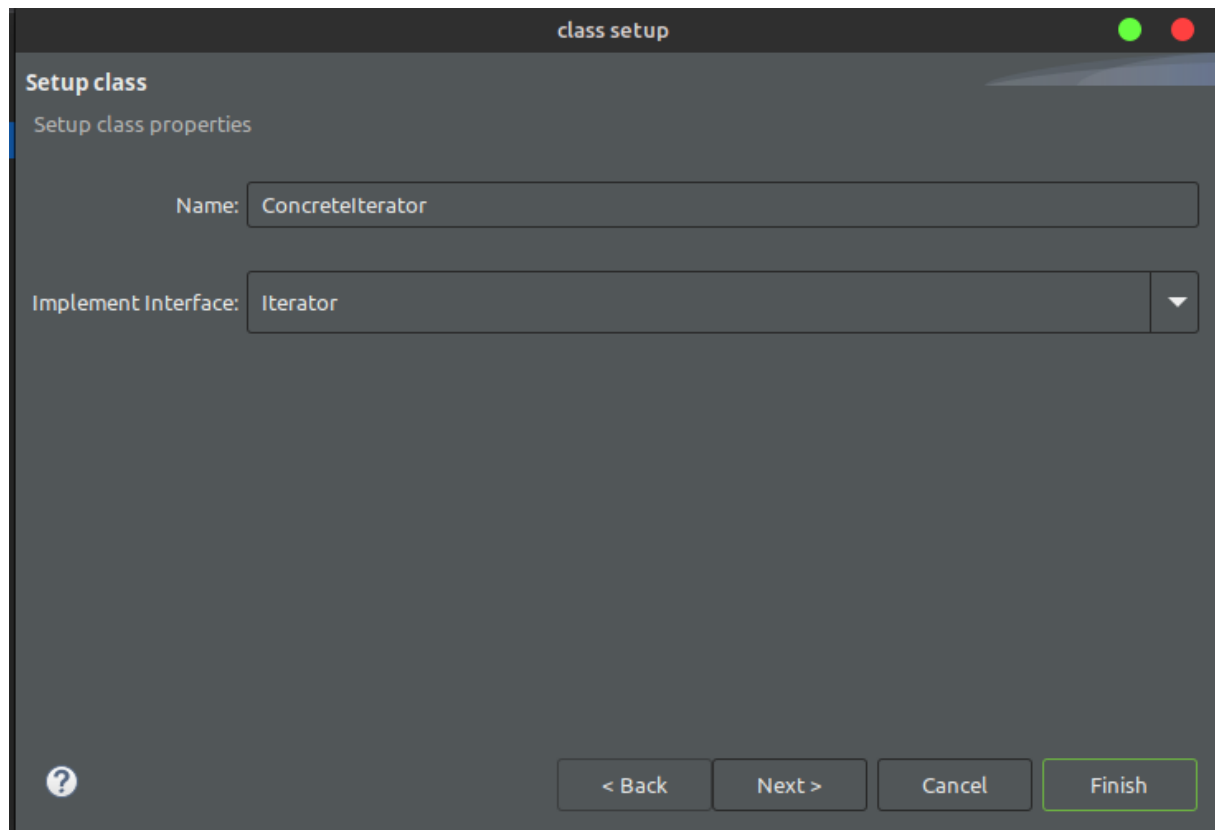 class setup
Setup class
Setup class properties
Name: ConcreteIterator
Implement Interface: Iterator
?
< Back Next > Cancel Finish